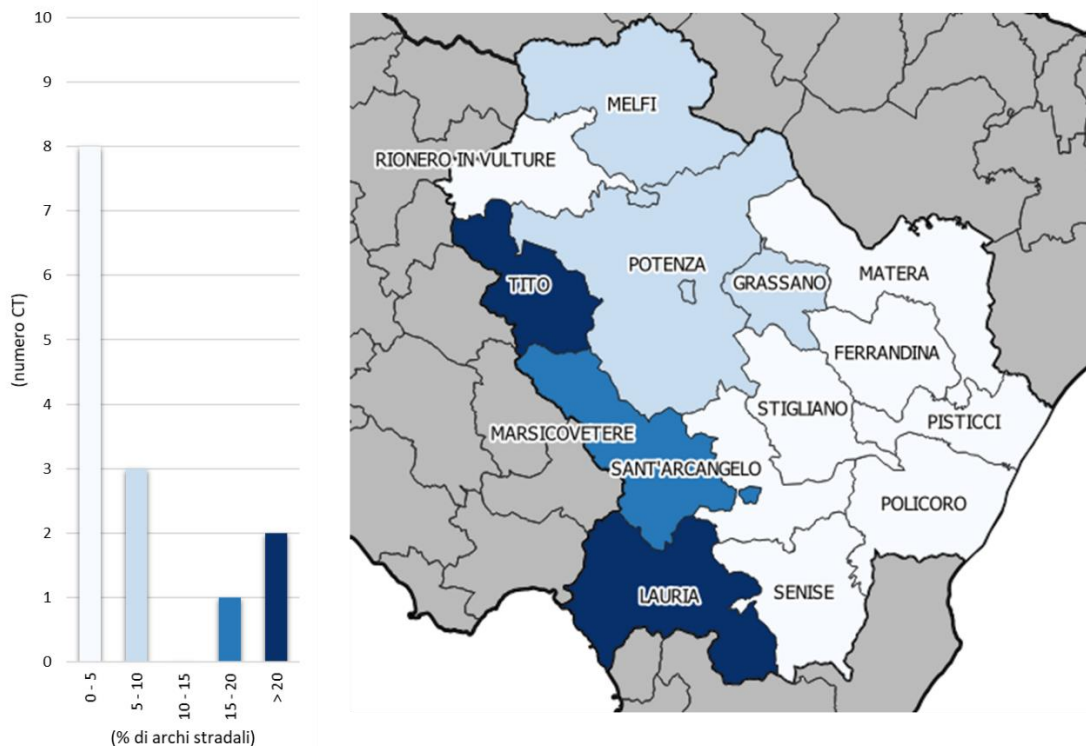 10
9
8
7
6
5
4
3
2
1
0
(numero CT)
0 - 5
5 - 10
10 - 15
15 - 20
> 20
(% di archi stradali)
MELFI
RIONERO IN VULTURE
POTENZA
TITO
GRASSANO
MATERA
FERRANDINA
STIGLIANO
PISTICCI
MARSICOVETERE
SANT'ARCANGELO
POLICORO
LAURIA
SENISE